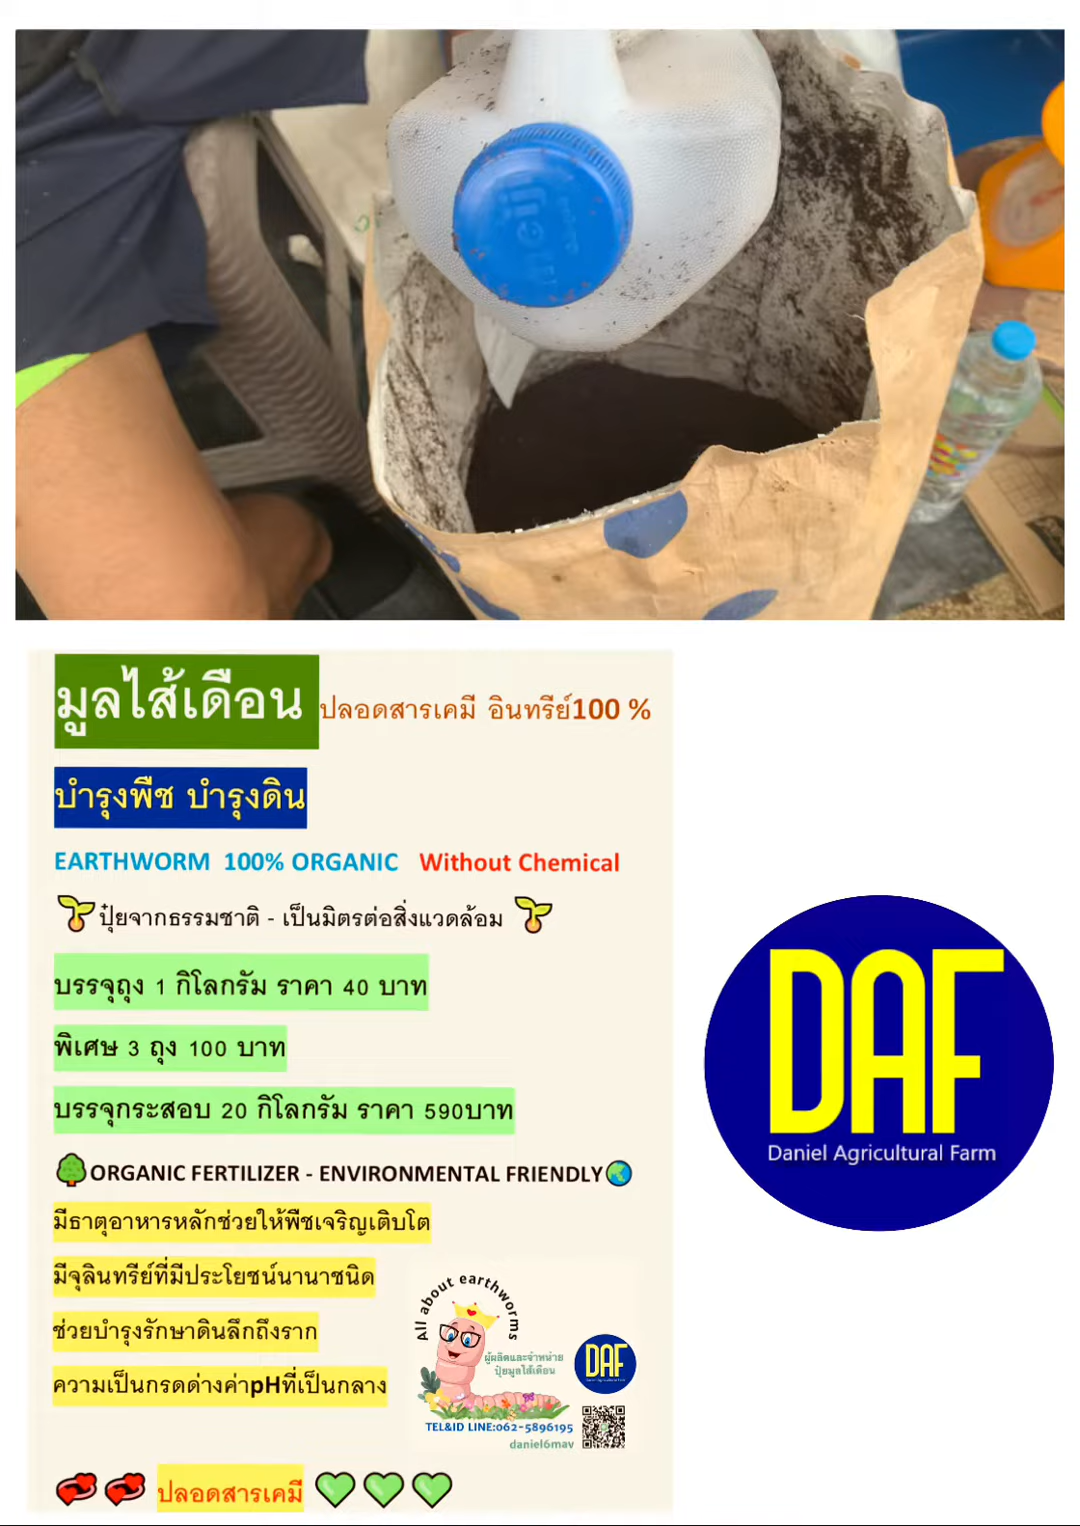 meiji
มูลไส้เดือน ปลอดสารเคมี อินทรีย์100 %
บำรุงพืช บำรุงดิน
EARTHWORM 100% ORGANIC Without Chemical
ปุ๋ยจากธรรมชาติ - เป็นมิตรต่อสิ่งแวดล้อม
บรรจุถุง 1 กิโลกรัม ราคา 40 บาท
พิเศษ 3 ถุง 100 บาท
บรรจุกระสอบ 20 กิโลกรัม ราคา 590บาท
ORGANIC FERTILIZER - ENVIRONMENTAL FRIENDLY
มีธาตุอาหารหลักช่วยให้พืชเจริญเติบโต
มีจุลินทรีย์ที่มีประโยชน์นานาชนิด
ช่วยบำรุงรักษาดินลึกถึงราก
ความเป็นกรดด่างค่าpHที่เป็นกลาง
All about earthworms
ผู้ผลิตและจำหน่าย
ปุ๋ยมูลไส้เดือน
DAF
TEL&ID LINE:062-5896195
daniel6mav
ปลอดสารเคมี
DAF
Daniel Agricultural Farm